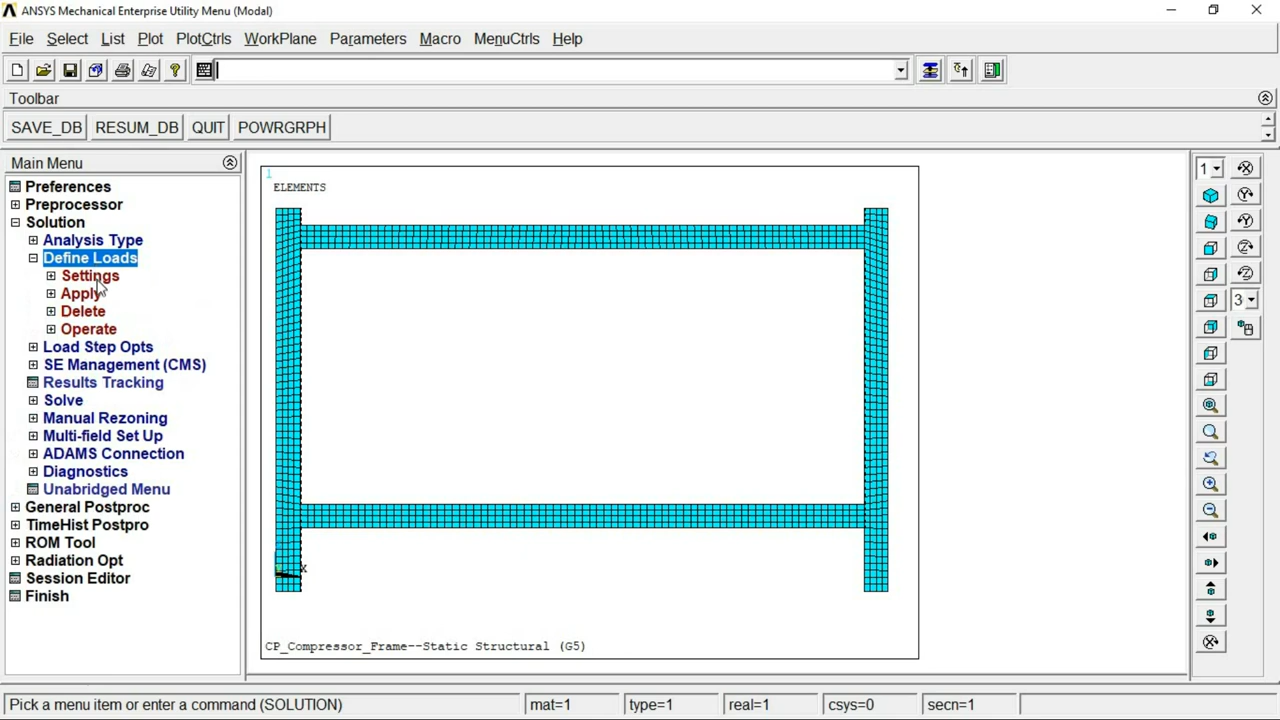 ANSYS Mechanical Enterprise Utility Menu (Modal)
File Select List Plot PlotCtrls WorkPlane Parameters Macro MenuCtrls Help
Toolbar
SAVE_DB RESUM_DB QUIT POWRGRPH
Main Menu
Preferences
Preprocessor
Solution
Analysis Type
Define Loads
Settings
Apply
Delete
Operate
Load Step Opts
SE Management (CMS)
Results Tracking
Solve
Manual Rezoning
Multi-field Set Up
ADAMS Connection
Diagnostics
Unabridged Menu
General Postproc
TimeHist Postpro
ROM Tool
Radiation Opt
Session Editor
Finish
1
ELEMENTS
X
CP_Compressor_Frame--Static Structural (G5)
1
3
Pick a menu item or enter a command (SOLUTION) mat=1 type=1 real=1 csys=0 secn=1